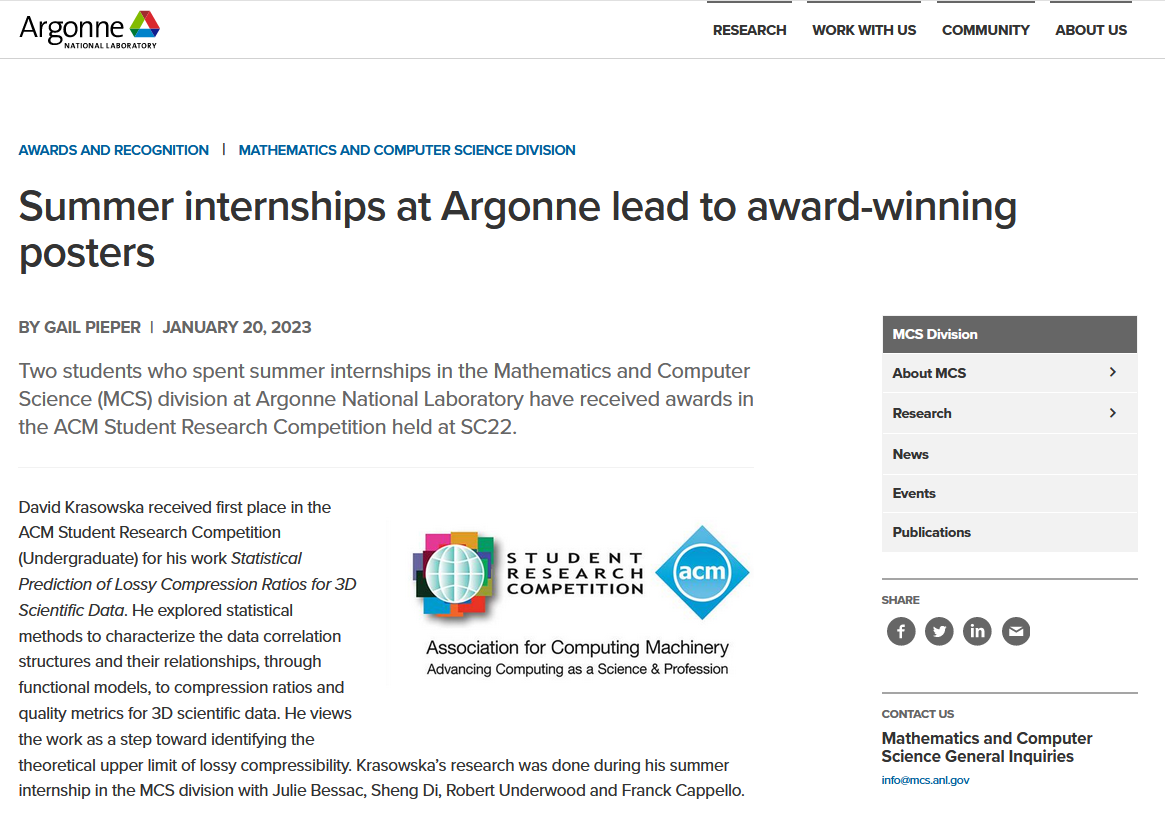 Argonne
NATIONAL LABORATORY
RESEARCH
WORK WITH US
COMMUNITY
ABOUT US
AWARDS AND RECOGNITION | MATHEMATICS AND COMPUTER SCIENCE DIVISION
Summer internships at Argonne lead to award-winning
posters
BY GAIL PIEPER | JANUARY 20, 2023
Two students who spent summer internships in the Mathematics and Computer
Science (MCS) division at Argonne National Laboratory have received awards in
the ACM Student Research Competition held at SC22.
David Krasowska received first place in the
ACM Student Research Competition
(Undergraduate) for his work Statistical
Prediction of Lossy Compression Ratios for 3D
Scientific Data. He explored statistical
methods to characterize the data correlation
structures and their relationships, through
functional models, to compression ratios and
quality metrics for 3D scientific data. He views
the work as a step toward identifying the
theoretical upper limit of lossy compressibility. Krasowska's research was done during his summer
internship in the MCS division with Julie Bessac, Sheng Di, Robert Underwood and Franck Cappello.
STUDENT
RESEARCH
COMPETITION
acm
Association for Computing Machinery
Advancing Computing as a Science & Profession
MCS Division
About MCS
Research
News
Events
Publications
SHARE
CONTACT US
Mathematics and Computer
Science General Inquiries
info@mcs.anl.gov